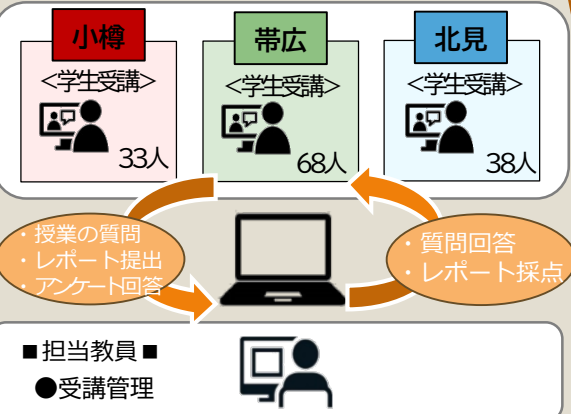 小樽
帯広
北見
<学生受講>
<学生受講>
<学生受講>
33人
68人
38人
・授業の質問
・レポート提出
・アンケート回答
・質問回答
・レポート採点
■担当教員■
●受講管理